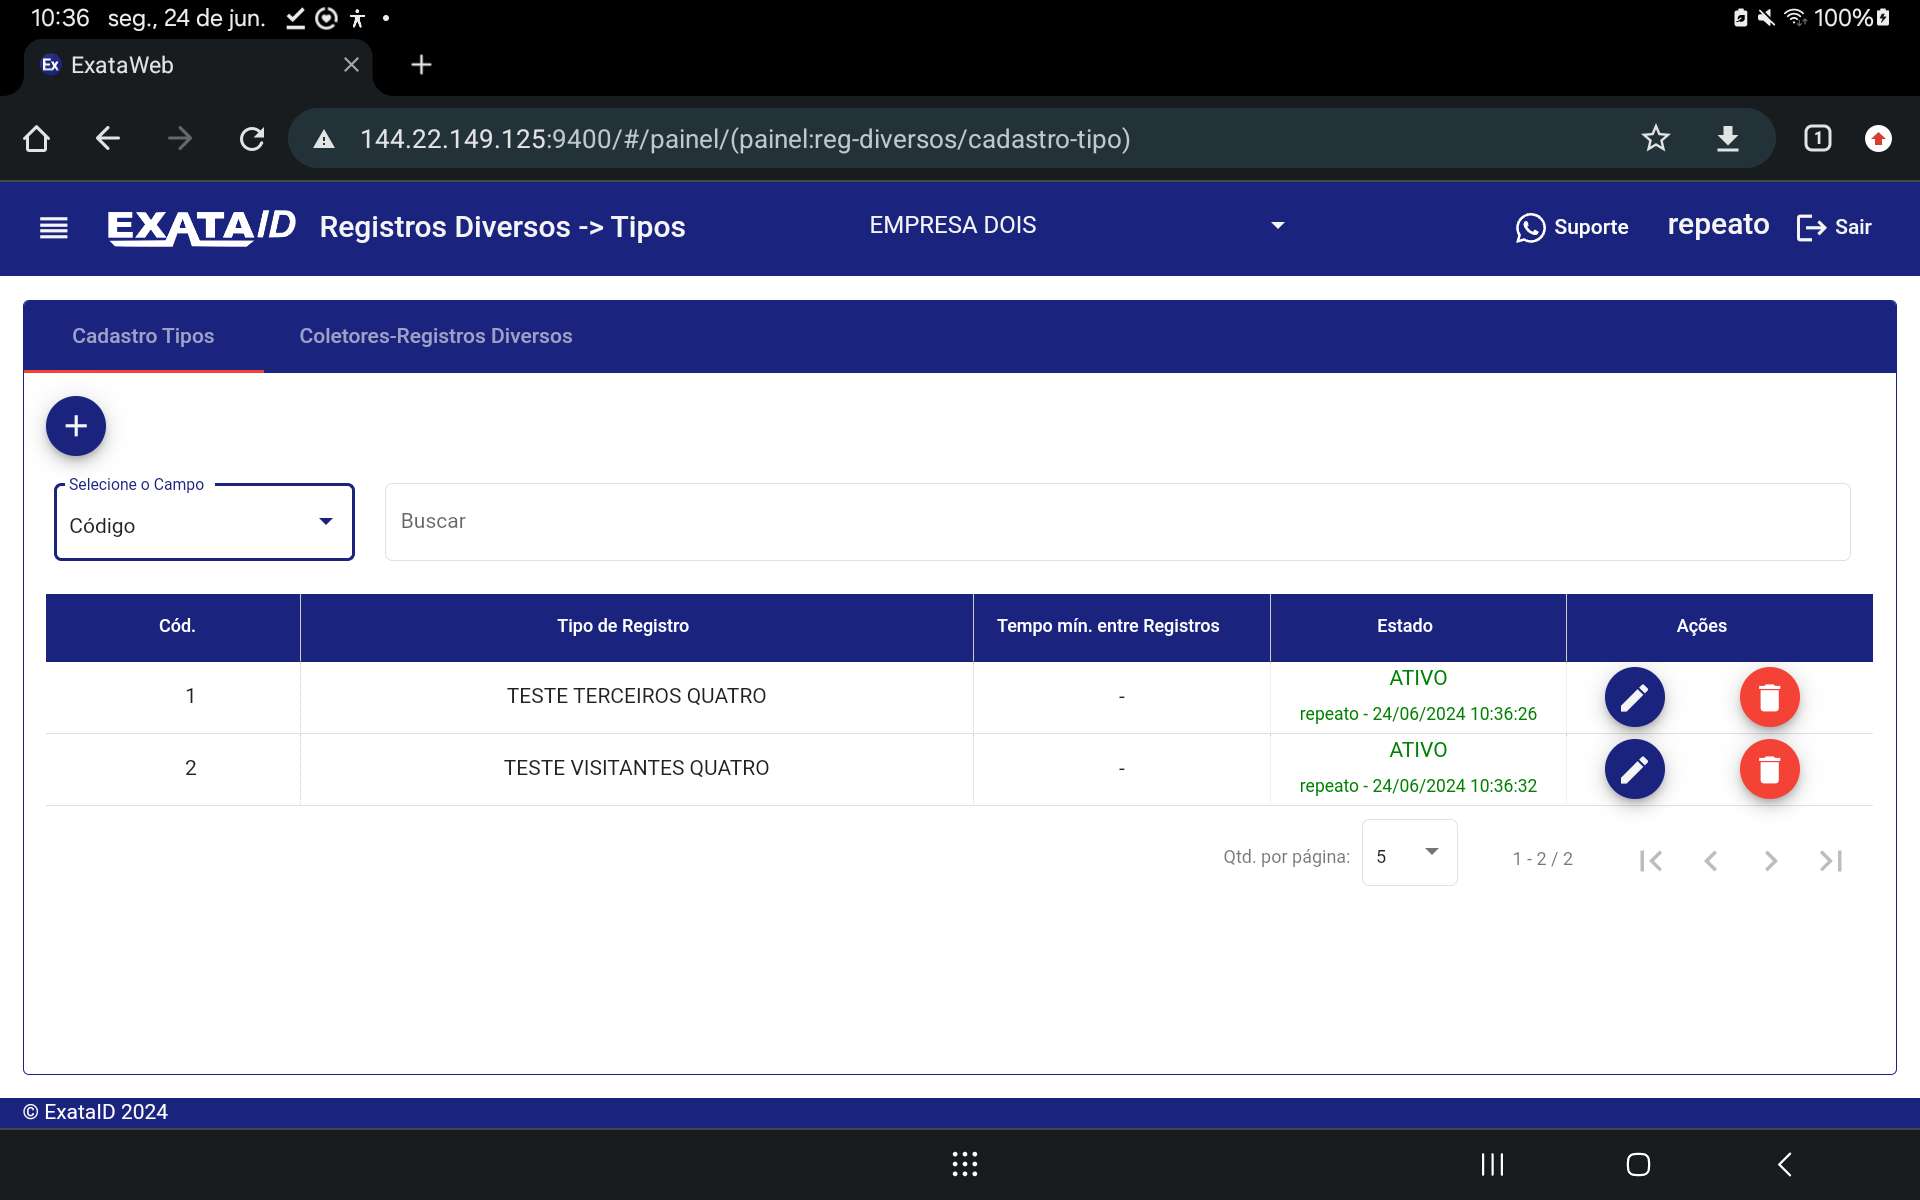 10:36 seg., 24 de jun.
100%
Ex ExataWeb
144.22.149.125:9400/#/painel/(painel:reg-diversos/cadastro-tipo)
1
EXATAID Registros Diversos -> Tipos
EMPRESA DOIS
Suporte
repeato
Sair
Cadastro Tipos
Coletores-Registros Diversos
Selecione o Campo
Código
Buscar
Cód. Tipo de Registro Tempo mín. entre Registros Estado Ações
1 TESTE TERCEIROS QUATRO - ATIVO
repeato - 24/06/2024 10:36:26
2 TESTE VISITANTES QUATRO - ATIVO
repeato - 24/06/2024 10:36:32
Qtd. por página: 5 1 - 2 / 2
© ExataID 2024